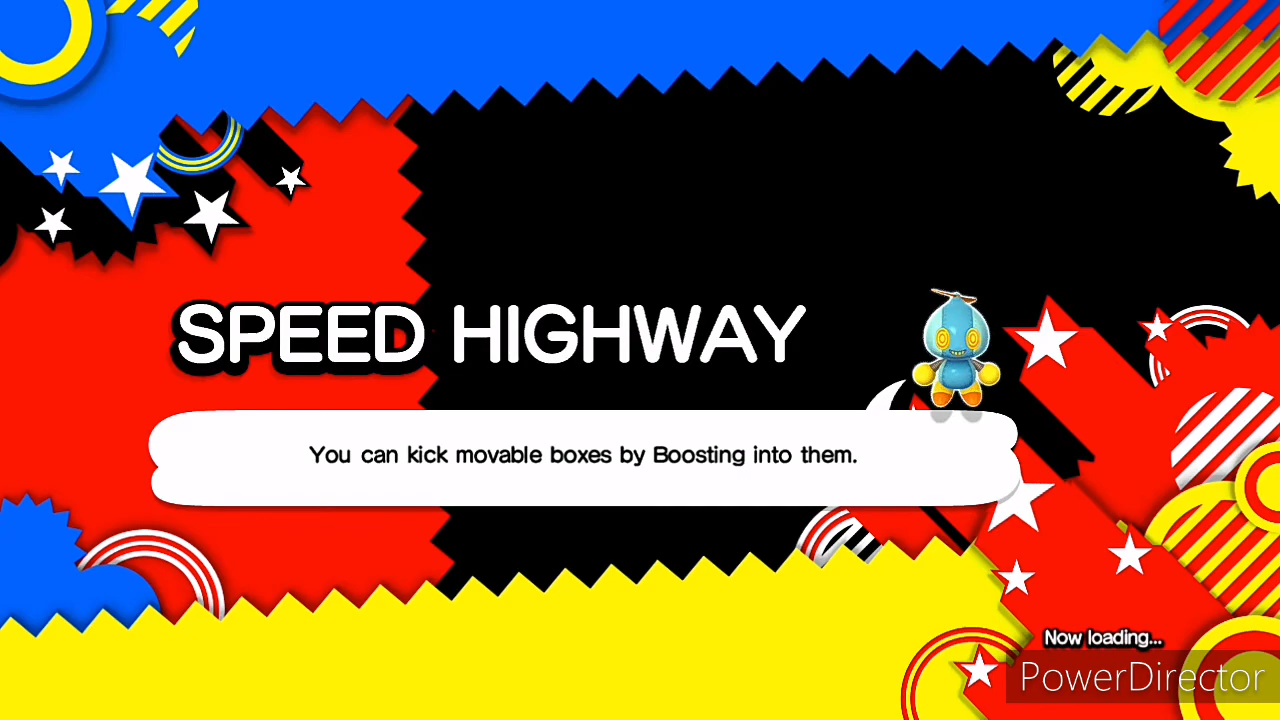 SPEED HIGHWAY
You can kick movable boxes by Boosting into them.
Now loading...
PowerDirector